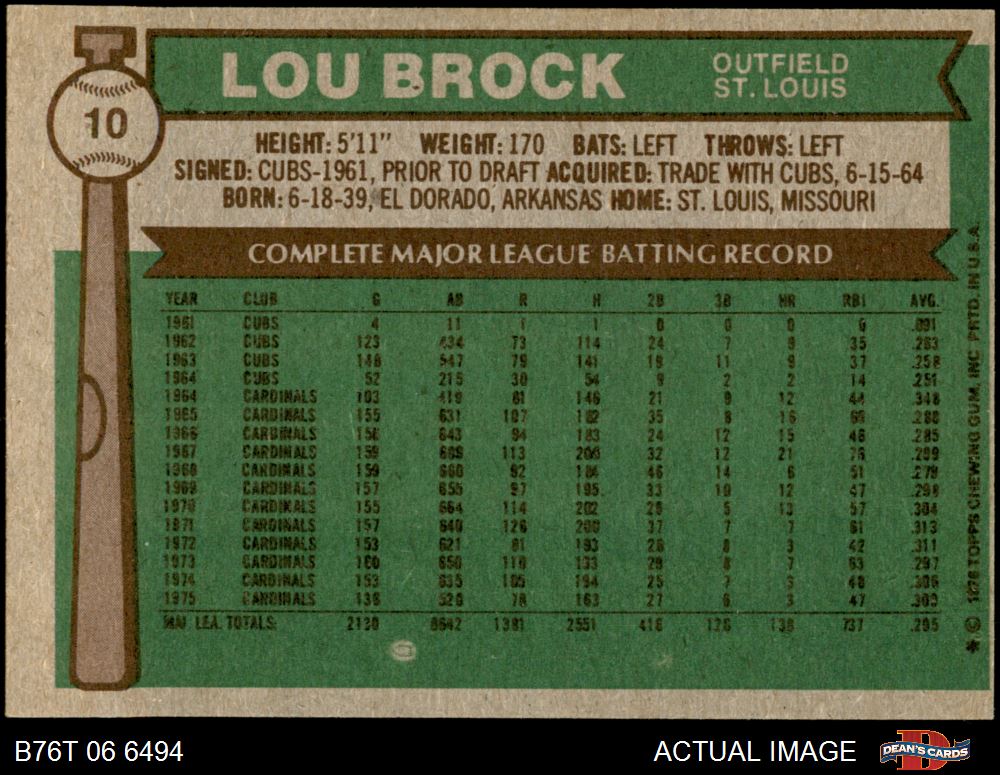 10
LOU BROCK
OUTFIELD
ST. LOUIS
HEIGHT: 5'11" WEIGHT: 170 BATS: LEFT THROWS: LEFT
SIGNED: CUBS-1961, PRIOR TO DRAFT ACQUIRED: TRADE WITH CUBS, 6-15-64
BORN: 6-18-39, EL DORADO, ARKANSAS HOME: ST. LOUIS, MISSOURI
COMPLETE MAJOR LEAGUE BATTING RECORD
YEAR CLUB G AB R H 2B 3B HR RBI AVG.
1961 CUBS 4 11 1 1 0 0 0 0 .091
1962 CUBS 123 434 73 114 24 7 9 35 .263
1963 CUBS 148 547 79 141 19 11 9 37 .258
1964 CUBS 52 215 30 54 9 2 2 14 .251
1964 CARDINALS 103 419 81 146 21 9 12 44 .348
1965 CARDINALS 155 631 107 182 35 8 16 69 .288
1966 CARDINALS 156 643 94 183 24 12 15 46 .285
1967 CARDINALS 159 689 113 206 32 12 21 76 .299
1968 CARDINALS 159 660 92 184 46 14 6 51 .279
1969 CARDINALS 157 655 97 195 33 10 12 47 .298
1970 CARDINALS 155 664 114 202 29 5 13 57 .304
1971 CARDINALS 157 640 126 200 37 7 7 61 .313
1972 CARDINALS 153 621 81 193 26 8 3 42 .311
1973 CARDINALS 160 650 110 193 29 8 7 63 .297
1974 CARDINALS 153 635 105 194 25 7 3 48 .306
1975 CARDINALS 136 528 78 163 27 6 3 47 .309
MAJ. LEA. TOTALS 2130 8642 1381 2551 416 126 138 737 .295
* © 1976 TOPPS CHEWING GUM, INC. PRTD. IN U.S.A.
B76T 06 6494
ACTUAL IMAGE
DEAN'S CARDS